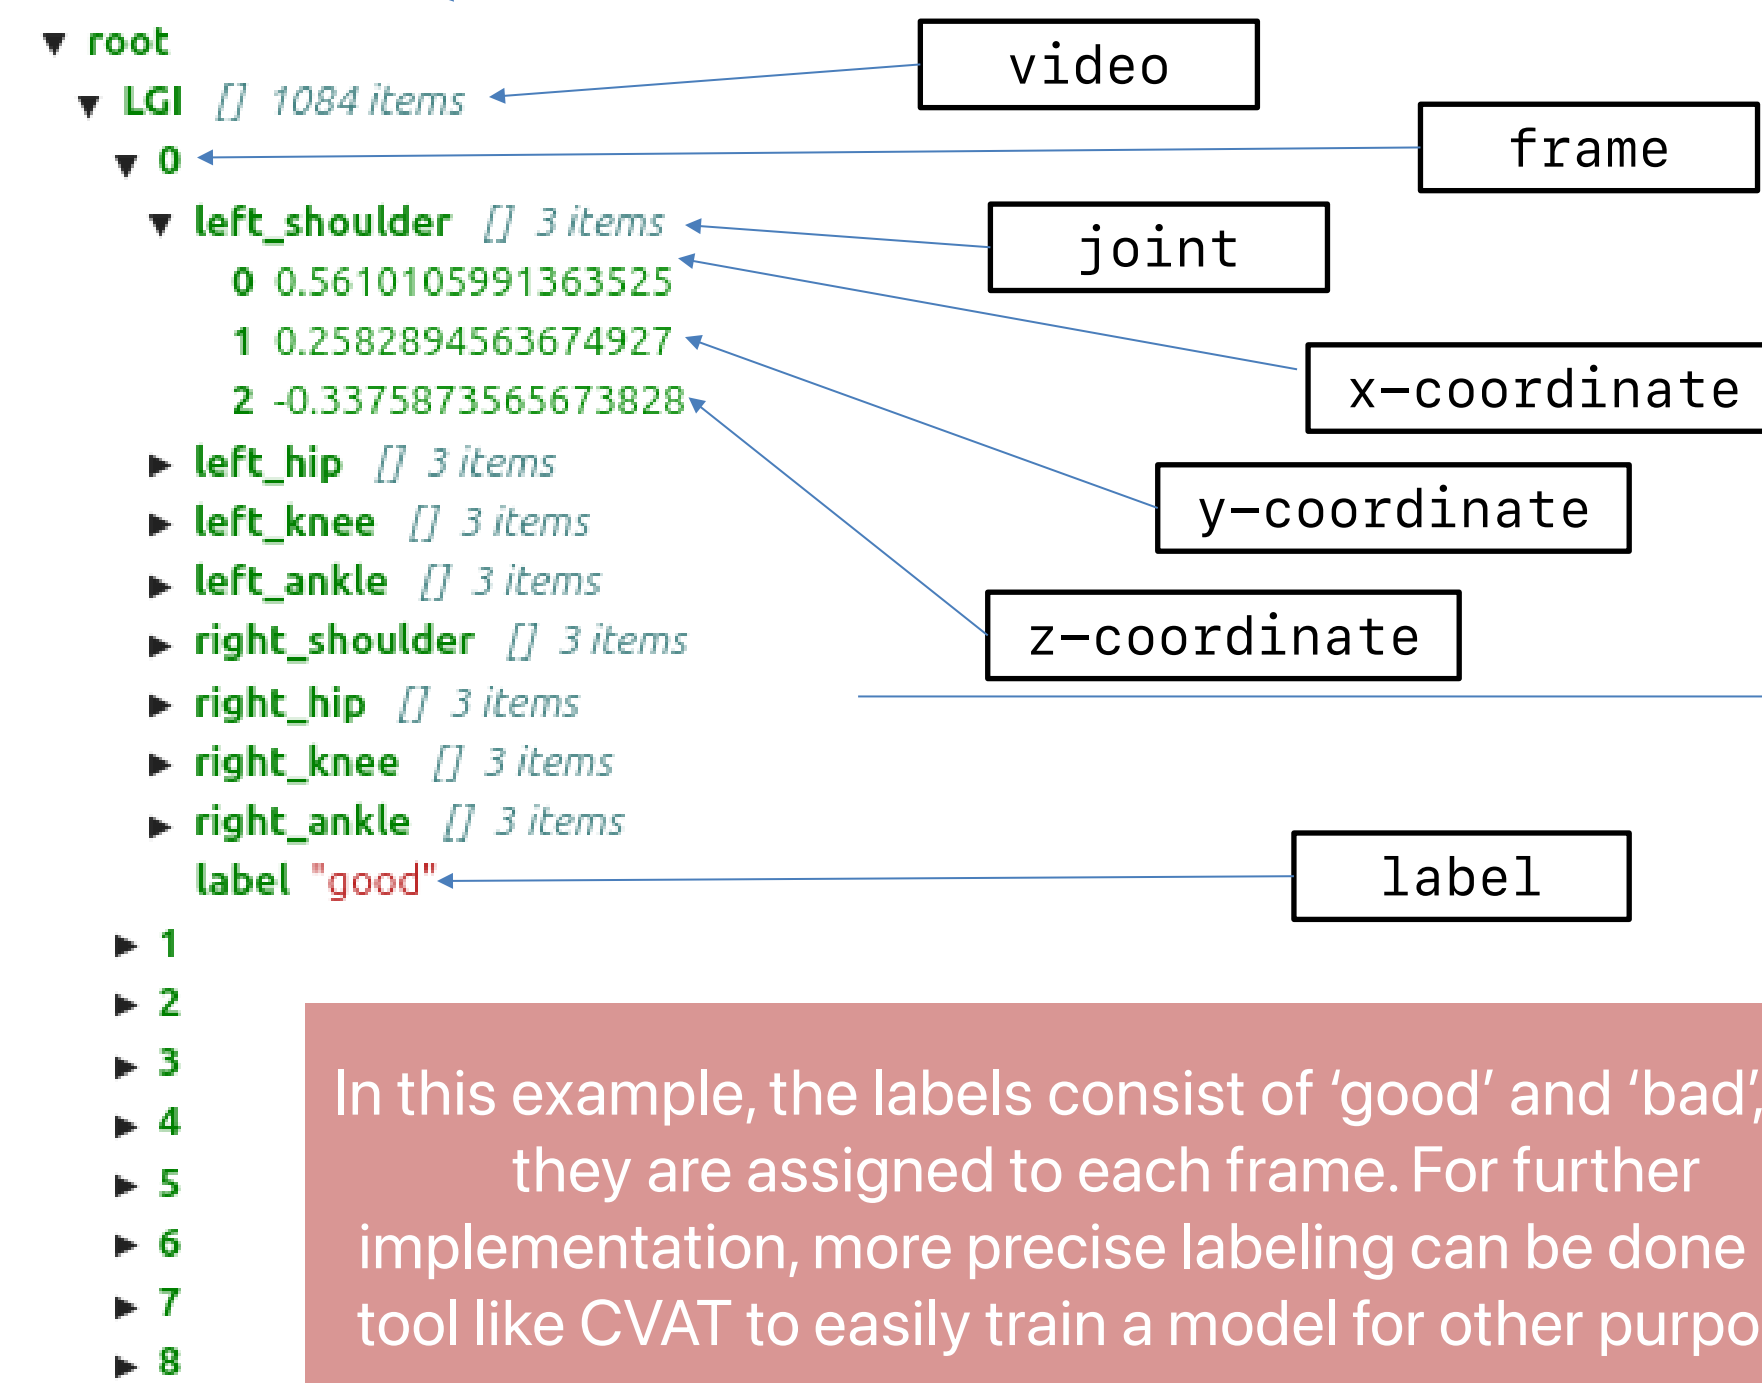 root
video
LGI [] 1084 items
frame
0
left_shoulder [] 3 items
joint
0 0.5610105991363525
1 0.2582894563674927
x-coordinate
2 -0.3375873565673828
left_hip [] 3 items
y-coordinate
left_knee [] 3 items
left_ankle [] 3 items
z-coordinate
right_shoulder [] 3 items
right_hip [] 3 items
right_knee [] 3 items
right_ankle [] 3 items
label "good"
label
1
2
3
4
5
6
7
8
In this example, the labels consist of ‘good’ and ‘bad’,
they are assigned to each frame. For further
implementation, more precise labeling can be done
tool like CVAT to easily train a model for other purpo